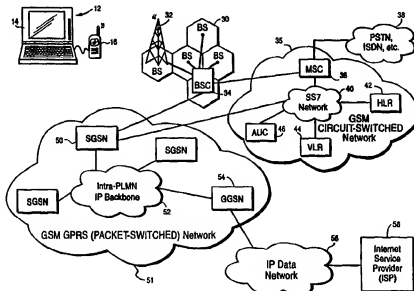 14
12
16
32
30
BS
BS
BS
BS
BSC
34
38
PSTN,
ISDN, etc.
35
MSC
36
40
SS7
Network
42
HLR
GSM
CIRCUIT-SWITCHED
Network
AUC
46
44
VLR
50
SGSN
SGSN
54
SGSN
Intra-PLMN
IP Backbone
52
GGSN
GSM GPRS (PACKET-SWITCHED) Network
51
56
IP Data
Network
58
Internet
Service
Provider
(ISP)